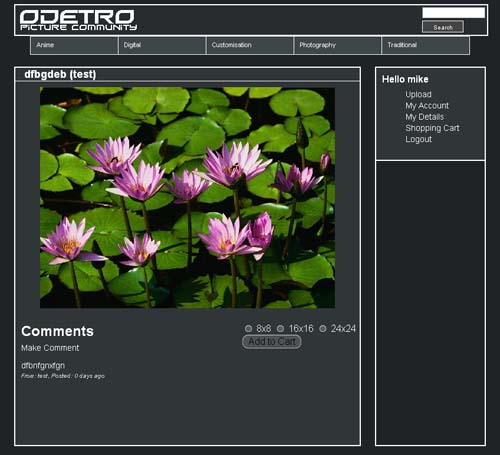 ODETRO
PICTURE COMMUNITY
Search
Anime
Digital
Customisation
Photography
Traditional
dfbgdeb (test)
Hello mike
Upload
My Account
My Details
Shopping Cart
Logout
Comments
8x8 16x16 24x24
Add to Cart
Make Comment
dfbnfgnxfgn
From: test, Posted: 0 days ago